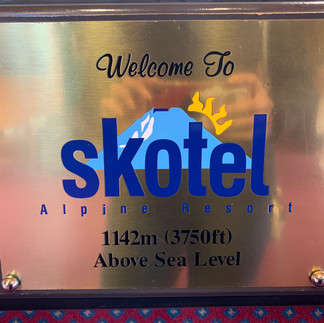 Welcome To
skotel
Alpine Resort
1142m (3750ft)
Above Sea Level